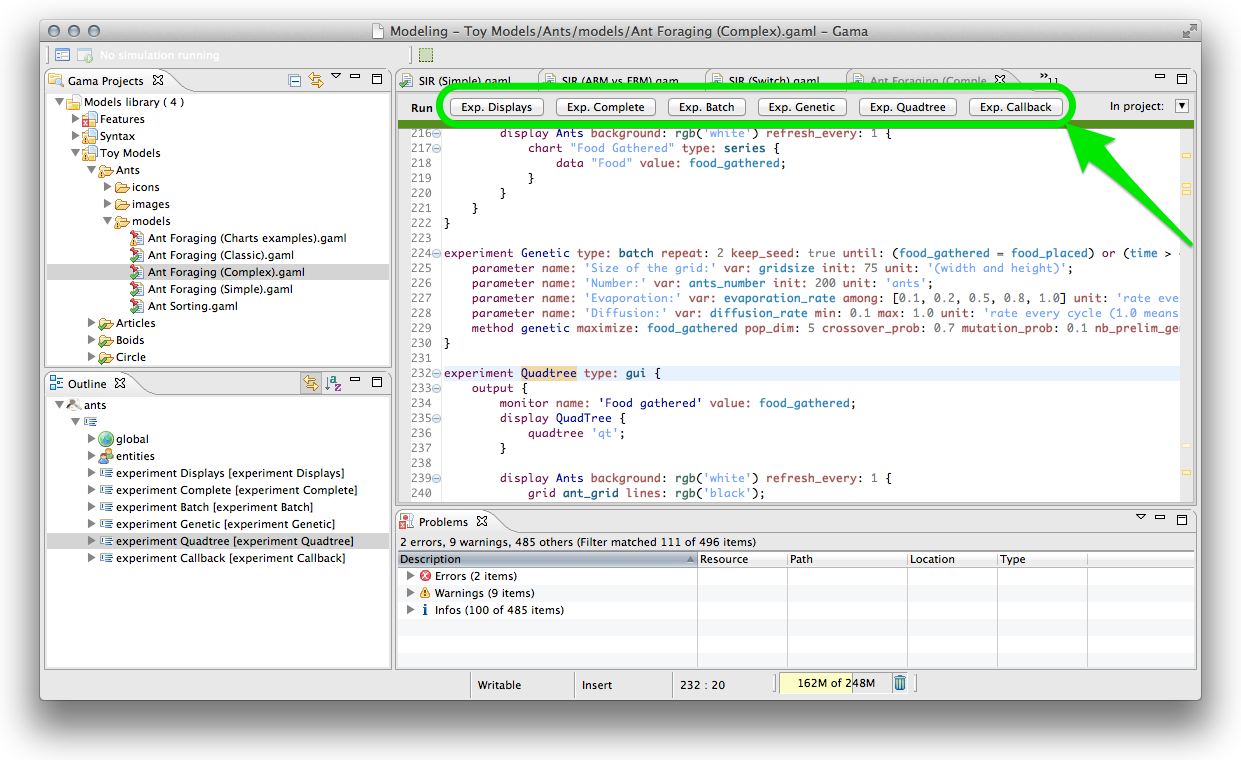 Modeling – Toy Models/Ants/models/Ant Foraging (Complex).gaml – Gama
No simulation running
Gama Projects
Models library ( 4 )
Features
Syntax
Toy Models
Ants
icons
images
models
Ant Foraging (Charts examples).gaml
Ant Foraging (Classic).gaml
Ant Foraging (Complex).gaml
Ant Foraging (Simple).gaml
Ant Sorting.gaml
Articles
Boids
Circle
Outline
ants
global
entities
experiment Displays [experiment Displays]
experiment Complete [experiment Complete]
experiment Batch [experiment Batch]
experiment Genetic [experiment Genetic]
experiment Quadtree [experiment Quadtree]
experiment Callback [experiment Callback]
SIR (Simple).gaml SIR (ABM vs EBM).gam SIR (Switch).gaml Ant Foraging (Comple »11
Run Exp. Displays Exp. Complete Exp. Batch Exp. Genetic Exp. Quadtree Exp. Callback In project:
216 display Ants background: rgb('white') refresh_every: 1 {
217 chart "Food Gathered" type: series {
218 data "Food" value: food_gathered;
219 }
220 }
221 }
222 }
223
224 experiment Genetic type: batch repeat: 2 keep_seed: true until: (food_gathered = food_placed) or (time >
225 parameter name: 'Size of the grid:' var: gridsize init: 75 unit: '(width and height)';
226 parameter name: 'Number:' var: ants_number init: 200 unit: 'ants';
227 parameter name: 'Evaporation:' var: evaporation_rate among: [0.1, 0.2, 0.5, 0.8, 1.0] unit: 'rate eve
228 parameter name: 'Diffusion:' var: diffusion_rate min: 0.1 max: 1.0 unit: 'rate every cycle (1.0 means
229 method genetic maximize: food_gathered pop_dim: 5 crossover_prob: 0.7 mutation_prob: 0.1 nb_prelim_ge
230 }
231
232 experiment Quadtree type: gui {
233 output {
234 monitor name: 'Food gathered' value: food_gathered;
235 display QuadTree {
236 quadtree 'qt';
237 }
238
239 display Ants background: rgb('white') refresh_every: 1 {
240 grid ant_grid lines: rgb('black');
Problems
2 errors, 9 warnings, 485 others (Filter matched 111 of 496 items)
Description Resource Path Location Type
Errors (2 items)
Warnings (9 items)
Infos (100 of 485 items)
Writable Insert 232 : 20 162M of 248M